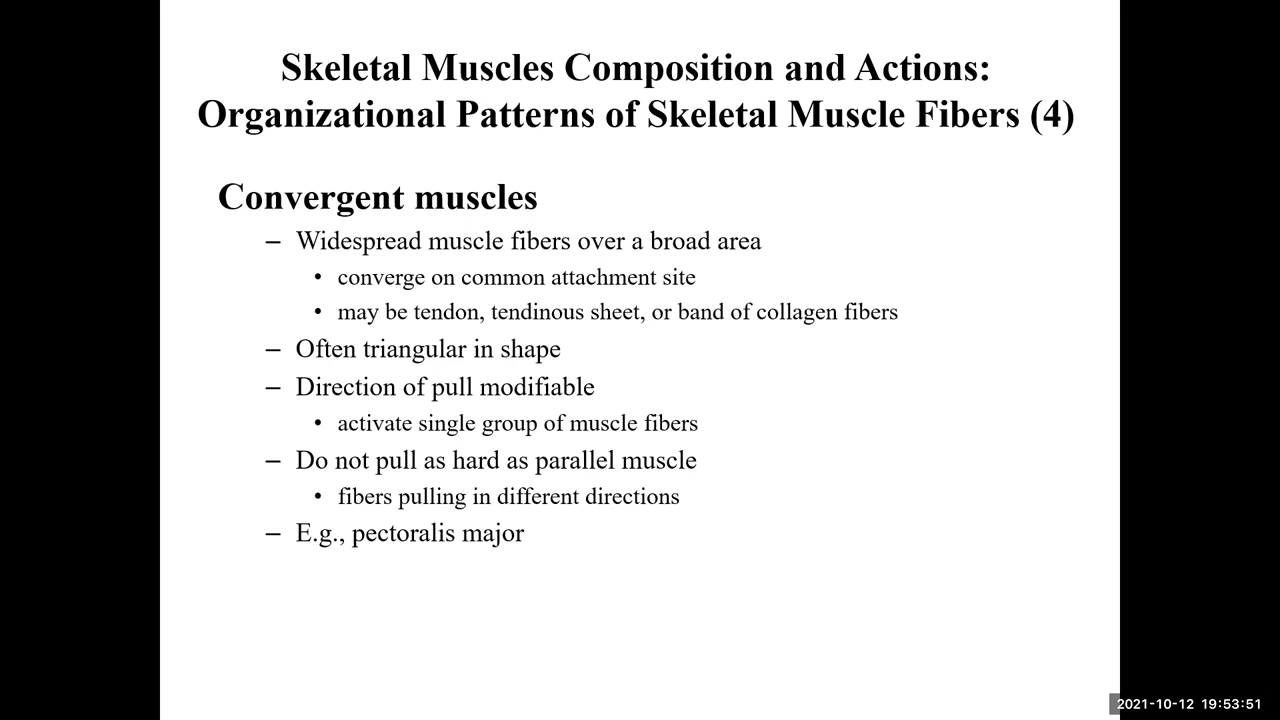 Skeletal Muscles Composition and Actions:
Organizational Patterns of Skeletal Muscle Fibers (4)
Convergent muscles
– Widespread muscle fibers over a broad area
• converge on common attachment site
• may be tendon, tendinous sheet, or band of collagen fibers
– Often triangular in shape
– Direction of pull modifiable
• activate single group of muscle fibers
– Do not pull as hard as parallel muscle
• fibers pulling in different directions
– E.g., pectoralis major
2021-10-12 19:53:51